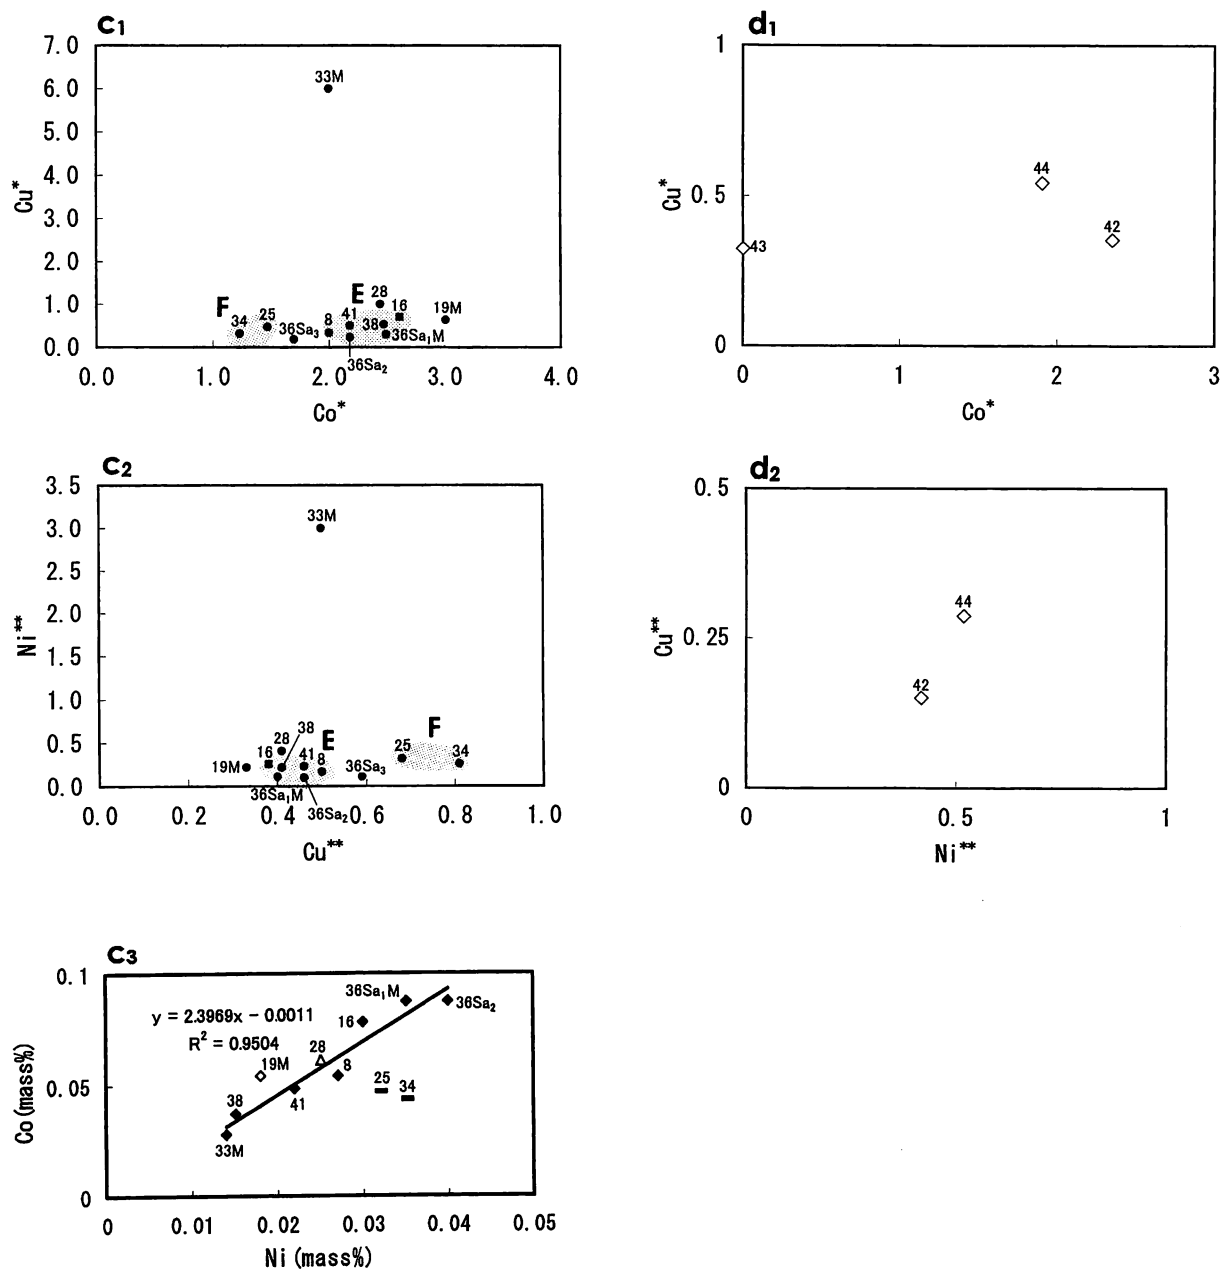 c1
7.0
6.0
5.0
4.0
3.0
2.0
1.0
0.0
Cu*
33M
F
E
34
25
36Sa3
8
41
28
38
16
36Sa1M
19M
36Sa2
0.0 1.0 2.0 3.0 4.0
Co*
d1
1
0.5
0
Cu*
43
44
42
0 1 2 3
Co*
c2
3.5
3.0
2.5
2.0
1.5
1.0
0.5
0.0
Ni**
33M
E
F
19M
16
28
38
41
8
36Sa3
25
34
36Sa1M
36Sa2
0.0 0.2 0.4 0.6 0.8 1.0
Cu**
d2
0.5
0.25
0
Cu**
44
42
0 0.5 1
Ni**
c3
0.1
0.05
0
Co(mass%)
y = 2.3969x − 0.0011
R2 = 0.9504
36Sa1M
36Sa2
16
28
19M
8
25
34
38
41
33M
0 0.01 0.02 0.03 0.04 0.05
Ni(mass%)